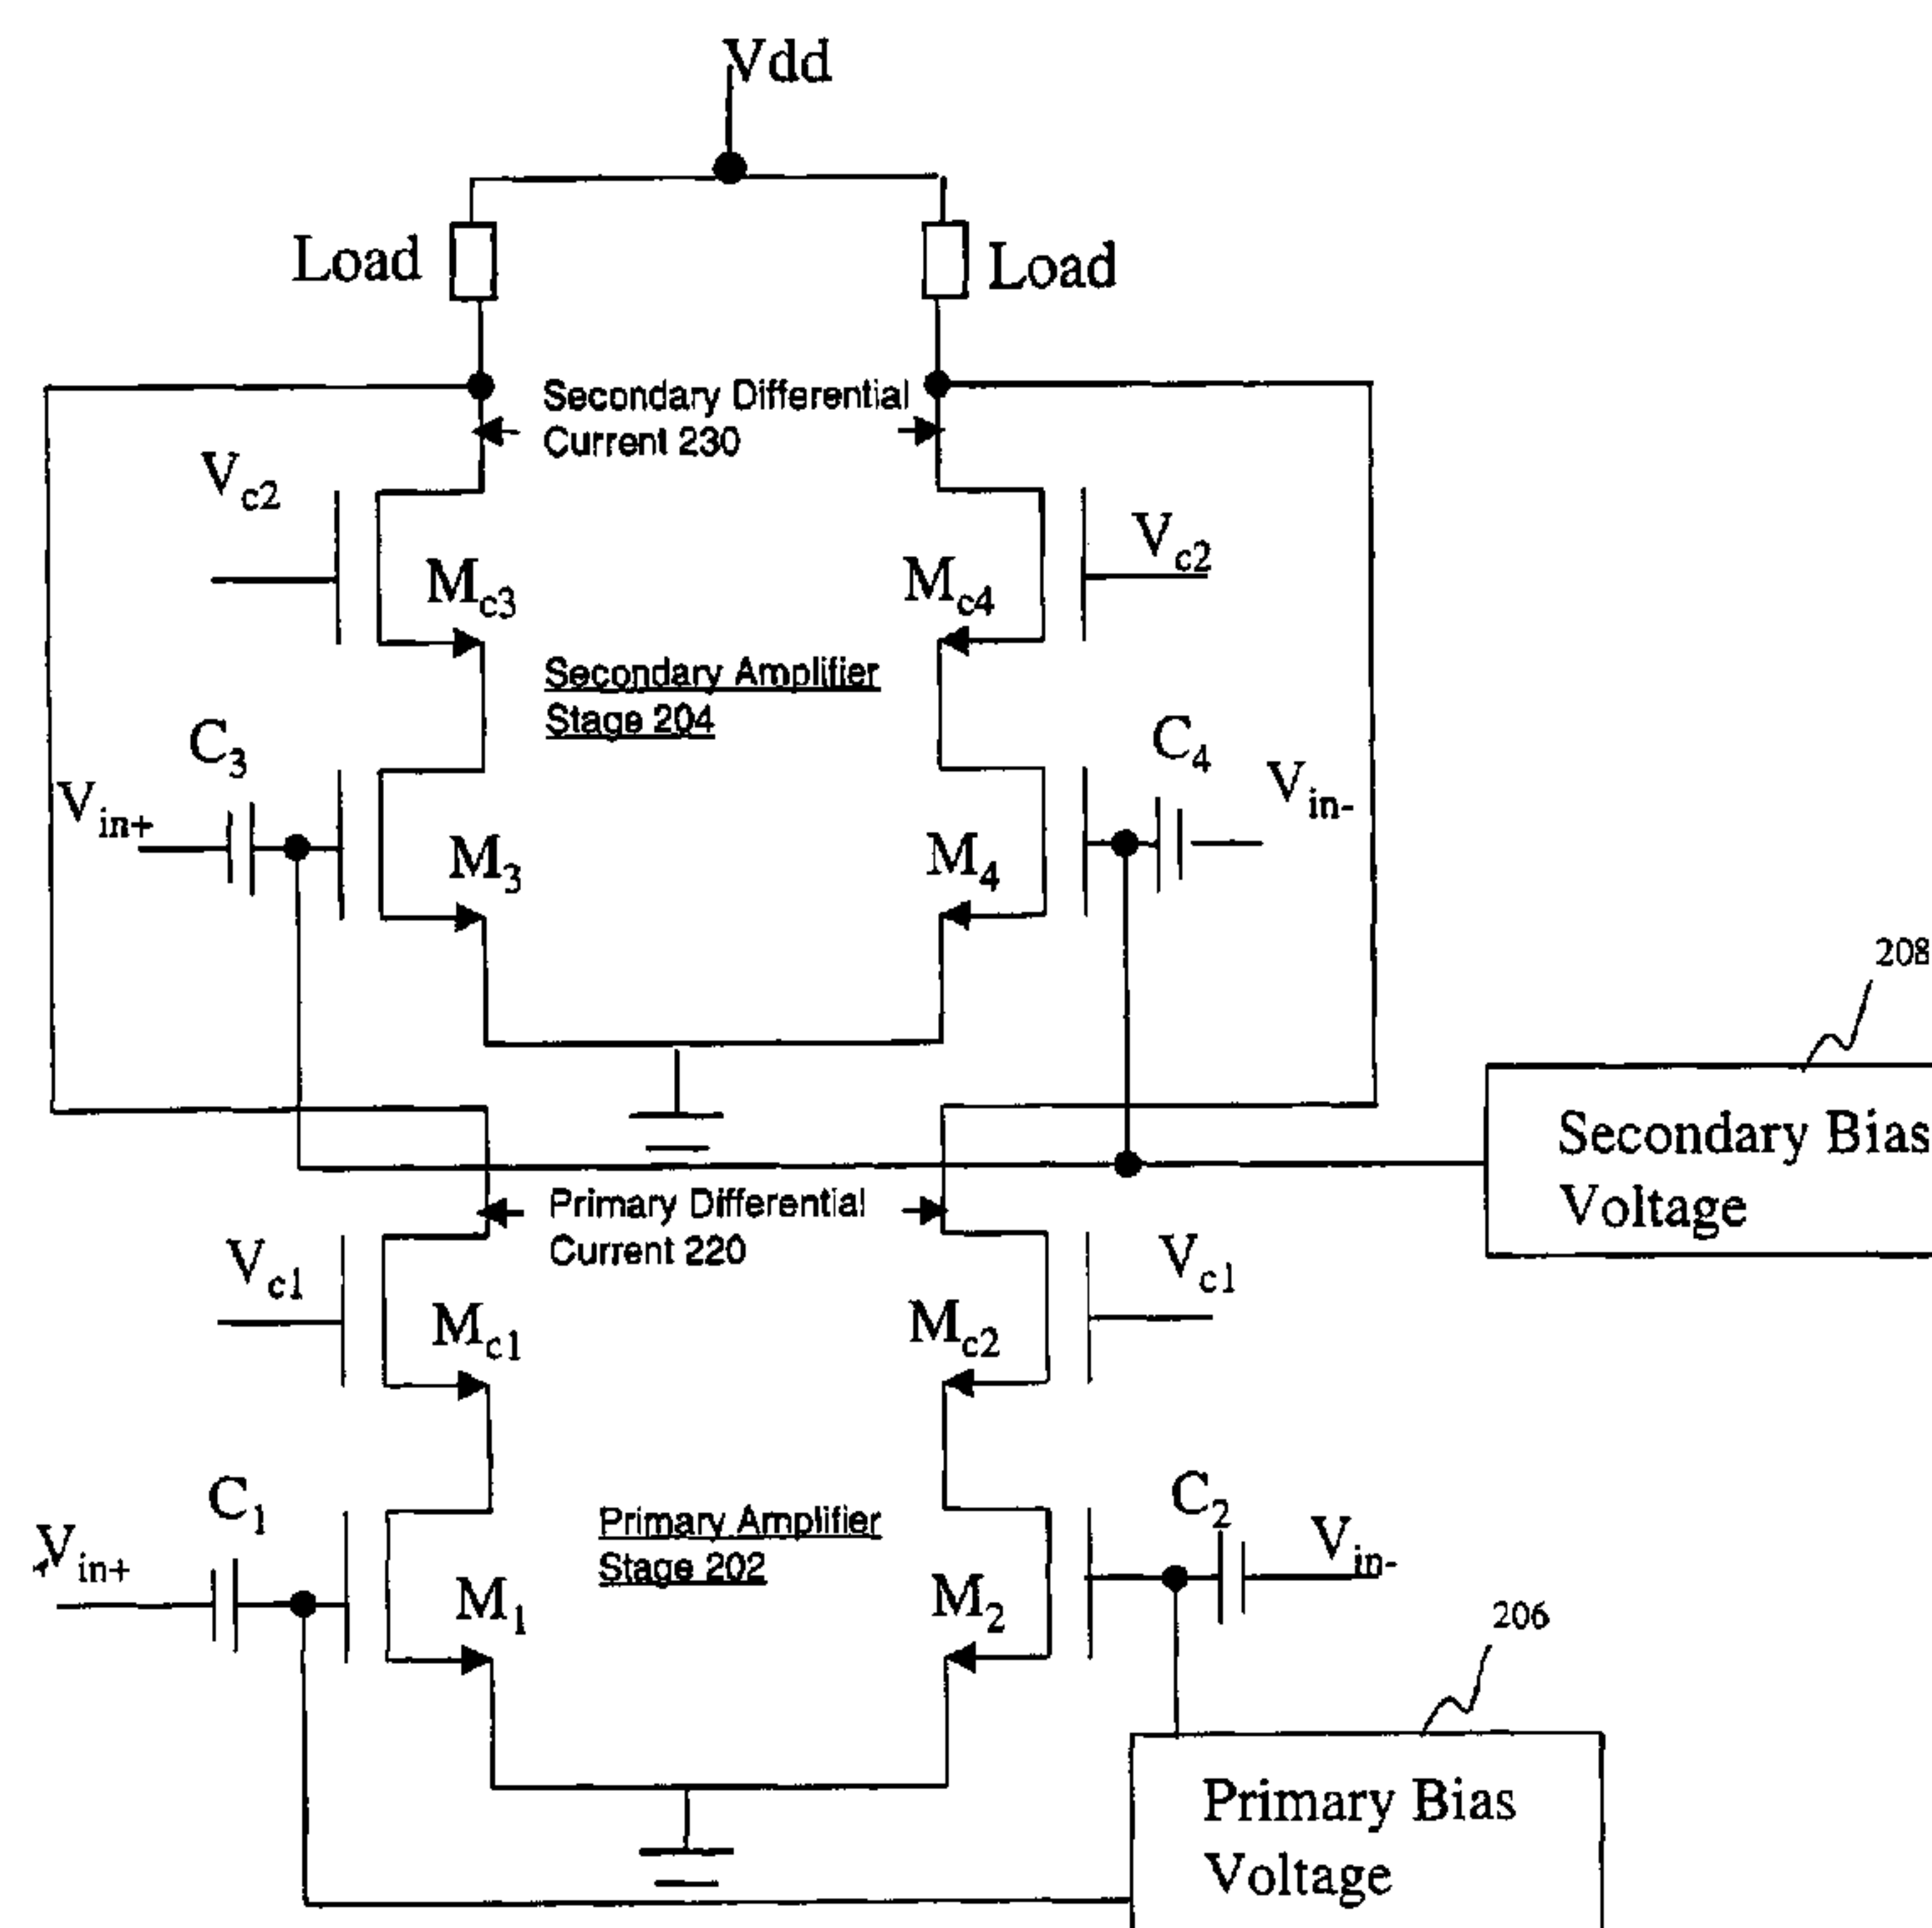 Vdd
Load
Load
Secondary Differential
Current 230
Vc2
Vc2
Mc3
Mc4
Secondary Amplifier
Stage 204
C3
C4
Vin+
Vin-
M3
M4
208
Secondary Bias
Voltage
Primary Differential
Current 220
Vc1
Vc1
Mc1
Mc2
C1
C2
Primary Amplifier
Stage 202
Vin+
Vin-
M1
M2
206
Primary Bias
Voltage